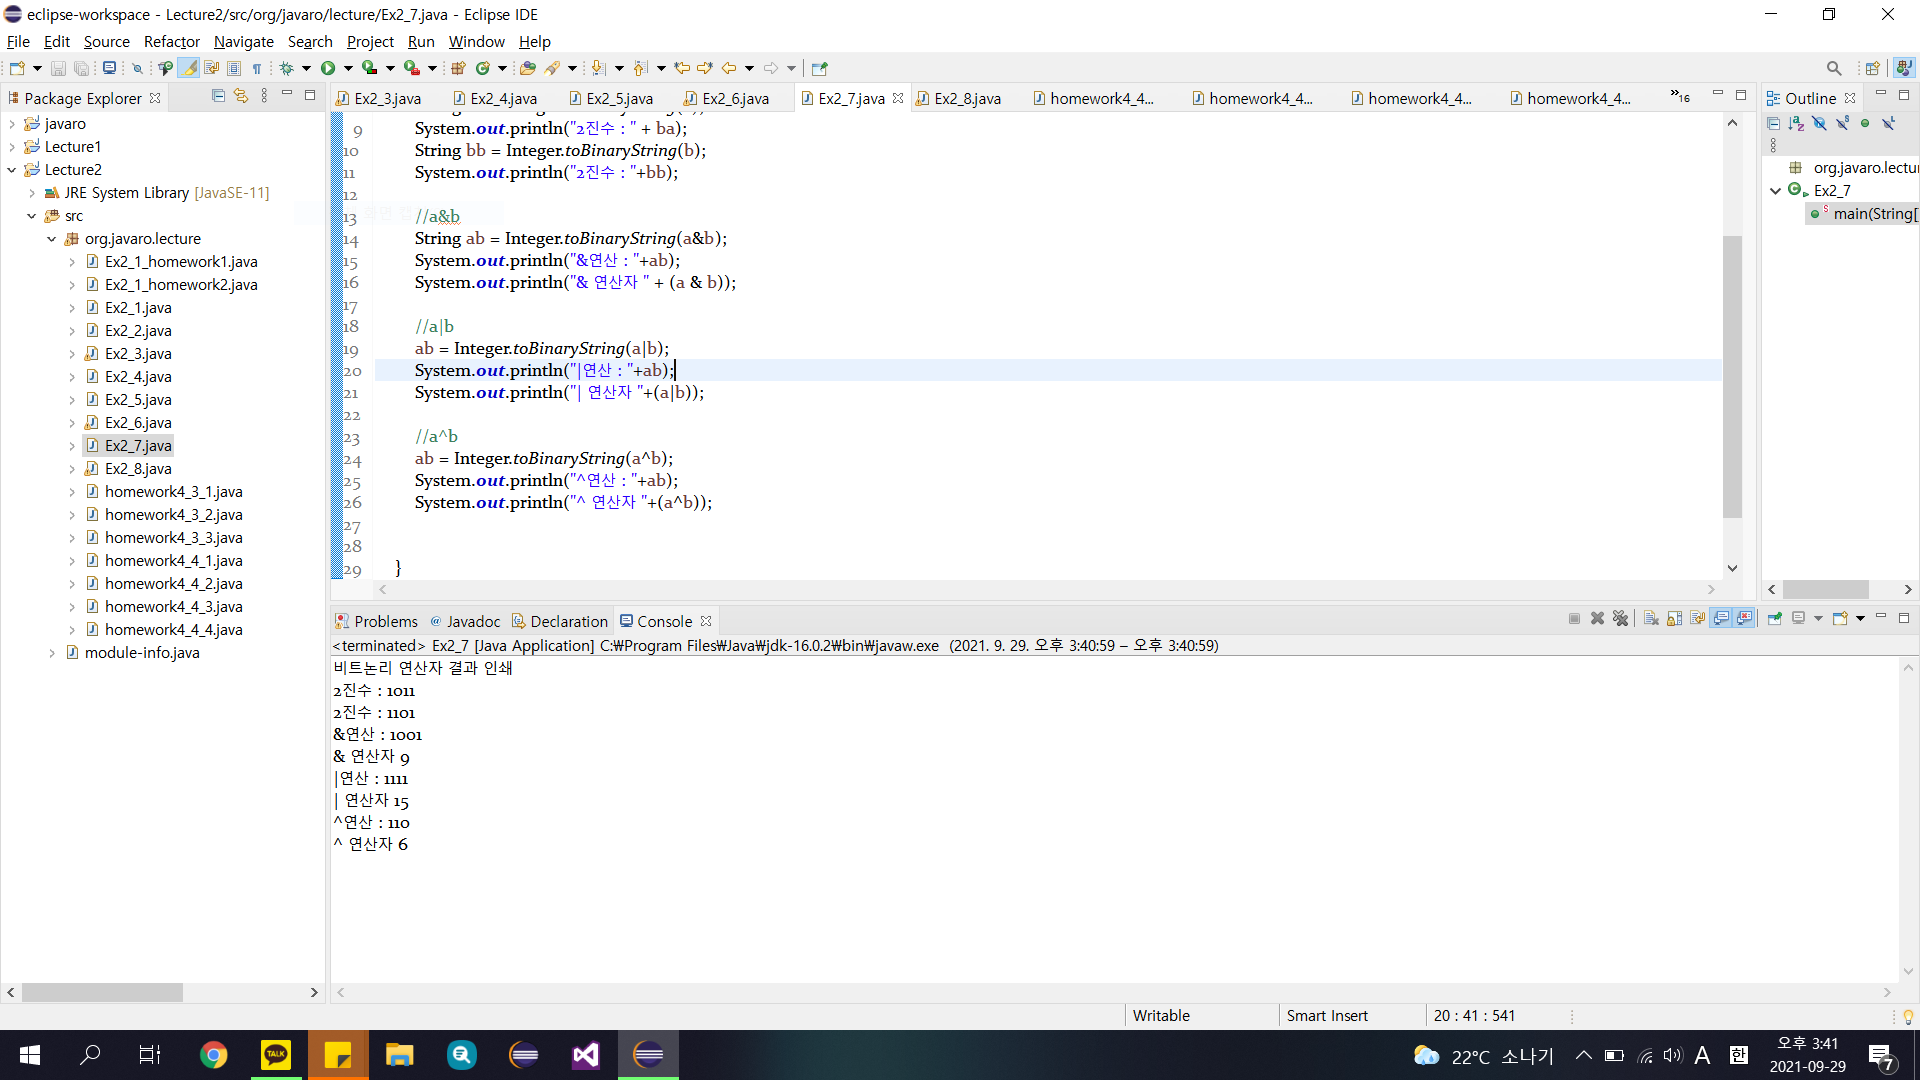 eclipse-workspace - Lecture2/src/org/javaro/lecture/Ex2_7.java - Eclipse IDE
File Edit Source Refactor Navigate Search Project Run Window Help
Package Explorer
javaro
Lecture1
Lecture2
JRE System Library [JavaSE-11]
src
org.javaro.lecture
Ex2_1_homework1.java
Ex2_1_homework2.java
Ex2_1.java
Ex2_2.java
Ex2_3.java
Ex2_4.java
Ex2_5.java
Ex2_6.java
Ex2_7.java
Ex2_8.java
homework4_3_1.java
homework4_3_2.java
homework4_3_3.java
homework4_4_1.java
homework4_4_2.java
homework4_4_3.java
homework4_4_4.java
module-info.java
Ex2_3.java Ex2_4.java Ex2_5.java Ex2_6.java Ex2_7.java Ex2_8.java homework4_4... homework4_4... homework4_4... homework4_4... »16
9 System.out.println("2진수 : " + ba);
10 String bb = Integer.toBinaryString(b);
11 System.out.println("2진수 : "+bb);
12
13 //a&b
14 String ab = Integer.toBinaryString(a&b);
15 System.out.println("&연산 : "+ab);
16 System.out.println("& 연산자 " + (a & b));
17
18 //a|b
19 ab = Integer.toBinaryString(a|b);
20 System.out.println("|연산 : "+ab);
21 System.out.println("| 연산자 "+(a|b));
22
23 //a^b
24 ab = Integer.toBinaryString(a^b);
25 System.out.println("^연산 : "+ab);
26 System.out.println("^ 연산자 "+(a^b));
27
28
29 }
Outline
org.javaro.lectu
Ex2_7
main(String[
Problems @ Javadoc Declaration Console
<terminated> Ex2_7 [Java Application] C:₩Program Files₩Java₩jdk-16.0.2₩bin₩javaw.exe (2021. 9. 29. 오후 3:40:59 – 오후 3:40:59)
비트논리 연산자 결과 인쇄
2진수 : 1011
2진수 : 1101
&연산 : 1001
& 연산자 9
|연산 : 1111
| 연산자 15
^연산 : 110
^ 연산자 6
Writable Smart Insert 20 : 41 : 541
TALK
22°C 소나기 A 한 오후 3:41
2021-09-29 7